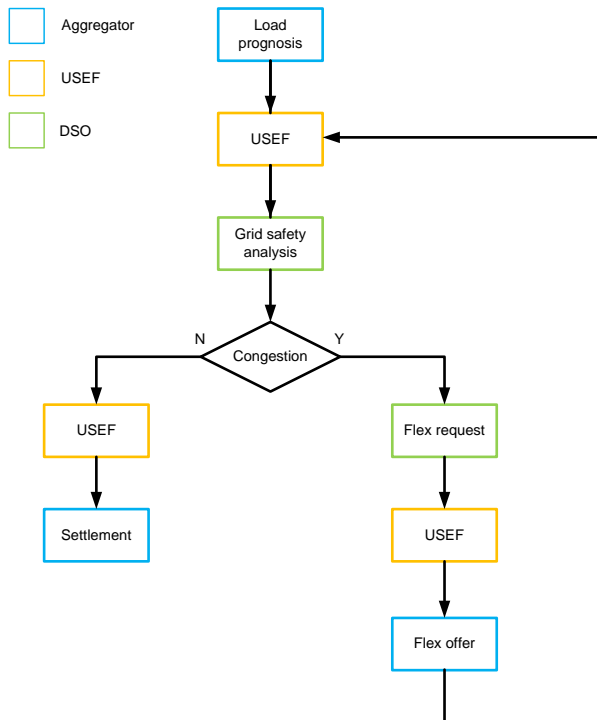 Aggregator
USEF
DSO
Load
prognosis
USEF
Grid safety
analysis
N
Y
Congestion
USEF
Flex request
Settlement
USEF
Flex offer